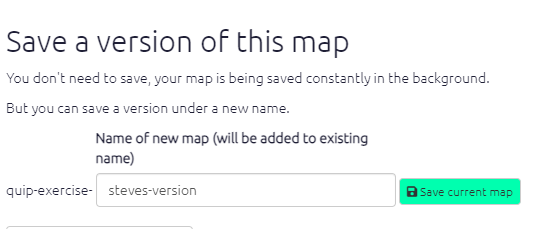 Save a version of this map
You don't need to save, your map is being saved constantly in the background.
But you can save a version under a new name.
Name of new map (will be added to existing
name)
quip-exercise- steves-version Save current map